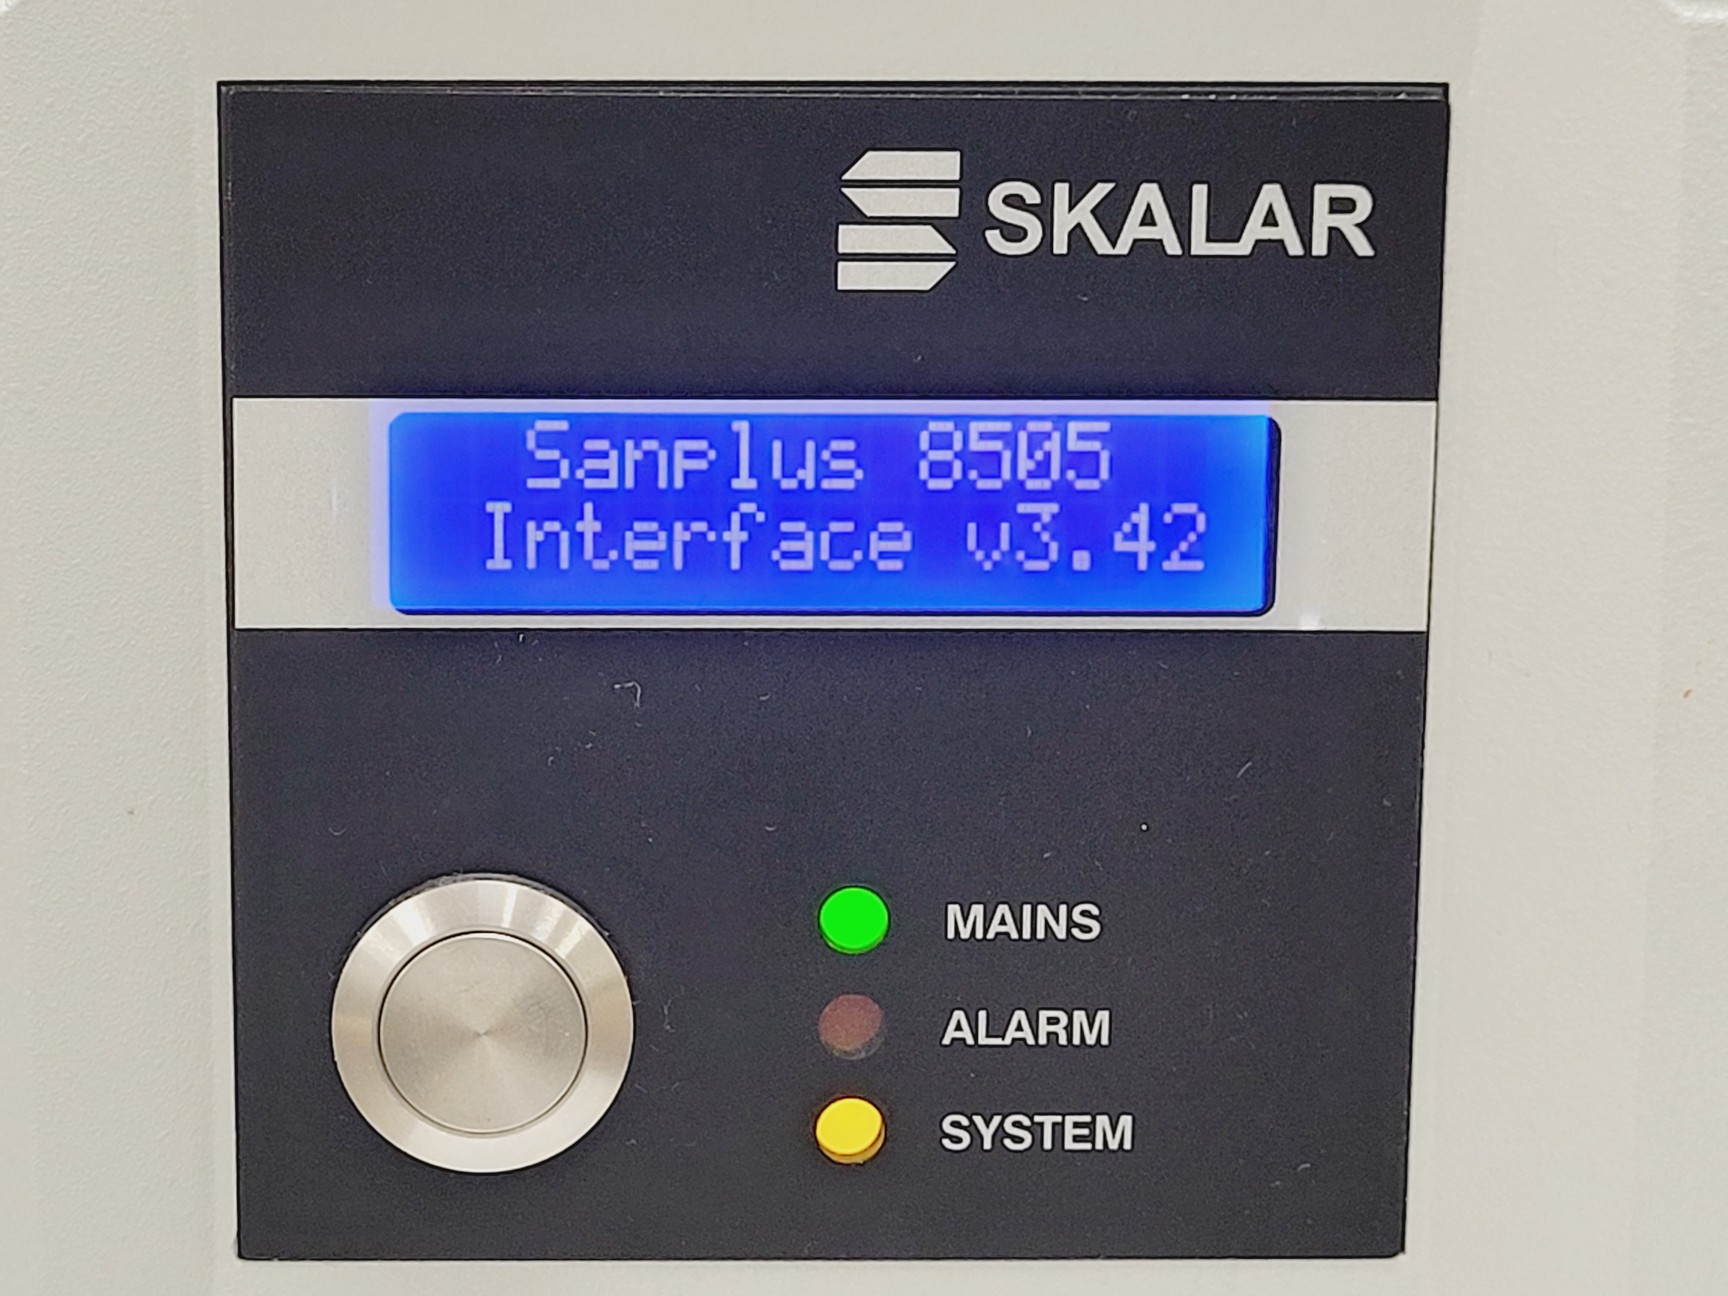 SKALAR
Sanplus 8505
Interface v3.42
MAINS
ALARM
SYSTEM